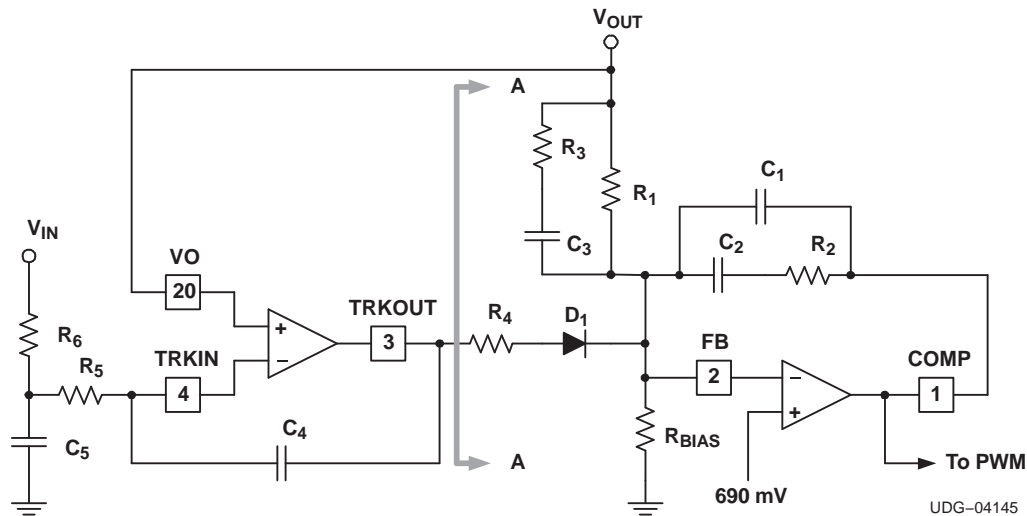 VOUT
A
R3
R1
C1
C3
C2
R2
VIN
VO
20
TRKOUT
R4
D1
R6
+
3
FB
COMP
R5
TRKIN
−
4
2
−
1
C5
C4
RBIAS
+
A
To PWM
690 mV
UDG−04145